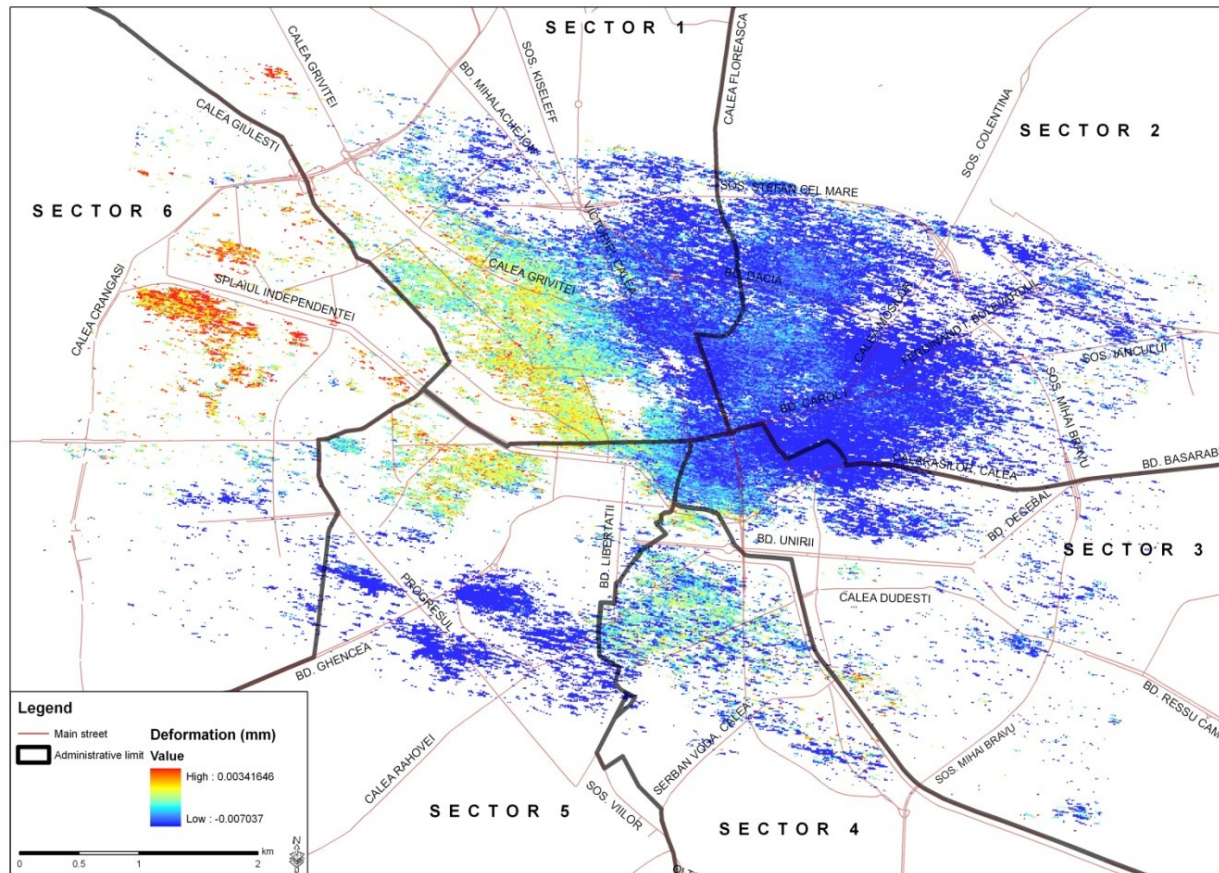 SECTOR 1
CALEA GRIVITEI
SOS. KISELEFF
BD. MIHALACHE ION
CALEA FLOREASCA
CALEA GIULESTI
SOS. COLENTINA
SECTOR 2
SOS. STEFAN CEL MARE
SECTOR 6
VICTORIEI, CALEA
CALEA GRIVITEI
BD. DACIA
SPLAIUL INDEPENDENTEI
CALEA CRANGASI
CALEA MOSILOR
BULEVARDUL
SOS. IANCULUI
SOS. MIHAI BRAVU
BD. CAROL I
CALARASILOR, CALEA
BD. BASARAB
BD. DECEBAL
BD. UNIRII
SECTOR 3
BD. LIBERTATII
PROGRESUL
CALEA DUDESTI
BD. GHENCEA
BD. RESSU CAM
SERBAN VODA, CALEA
SOS. MIHAI BRAVU
CALEA RAHOVEI
SOS. VIILOR
SECTOR 5
SECTOR 4
Legend
Main street
Administrative limit
Deformation (mm)
Value
High : 0.00341646
Low : -0.007037
N
km
0 0.5 1 2